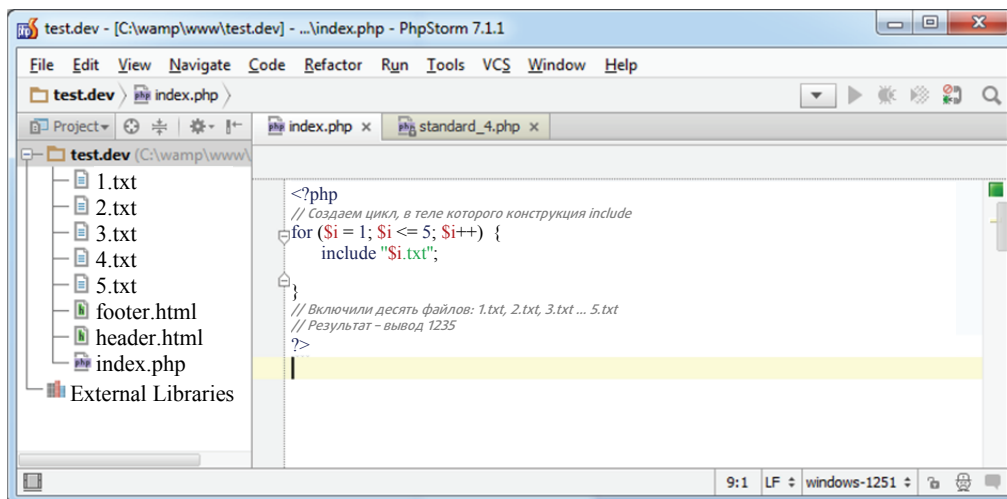 test.dev - [C:\wamp\www\test.dev] - ...\index.php - PhpStorm 7.1.1
File Edit View Navigate Code Refactor Run Tools VCS Window Help
test.dev index.php
Project
index.php standard_4.php
test.dev (C:\wamp\www\
1.txt
2.txt
3.txt
4.txt
5.txt
footer.html
header.html
index.php
External Libraries
<?php
// Создаем цикл, в теле которого конструкция include
for ($i = 1; $i <= 5; $i++) {
include "$i.txt";
}
// Включили десять файлов: 1.txt, 2.txt, 3.txt ... 5.txt
// Результат – вывод 1235
?>
9:1 LF windows-1251